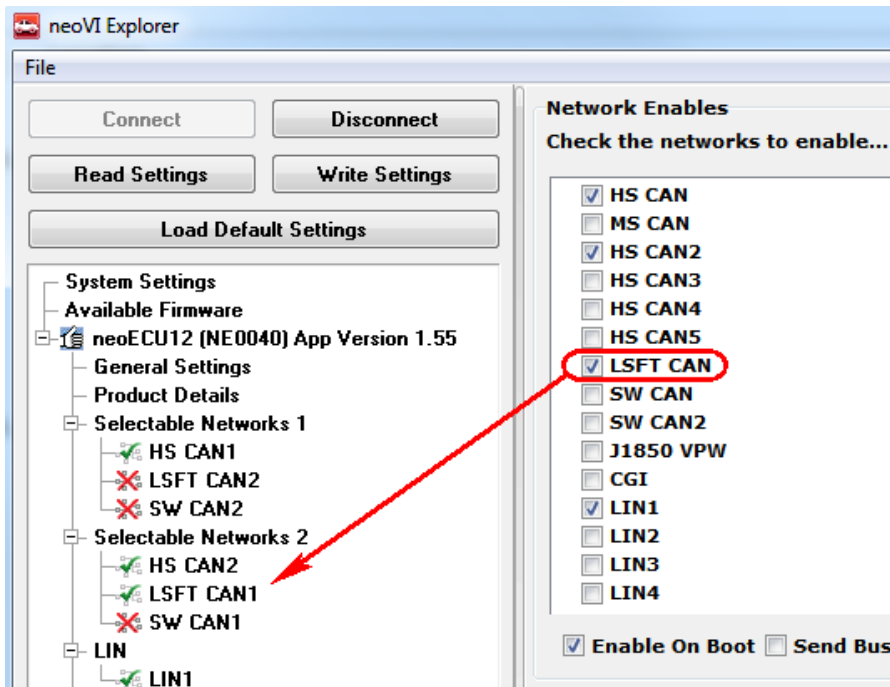 neoVI Explorer
File
Connect
Disconnect
Read Settings
Write Settings
Load Default Settings
System Settings
Available Firmware
neoECU12 (NE0040) App Version 1.55
General Settings
Product Details
Selectable Networks 1
HS CAN1
LSFT CAN2
SW CAN2
Selectable Networks 2
HS CAN2
LSFT CAN1
SW CAN1
LIN
LIN1
Network Enables
Check the networks to enable...
HS CAN
MS CAN
HS CAN2
HS CAN3
HS CAN4
HS CAN5
LSFT CAN
SW CAN
SW CAN2
J1850 VPW
CGI
LIN1
LIN2
LIN3
LIN4
Enable On Boot
Send Bus